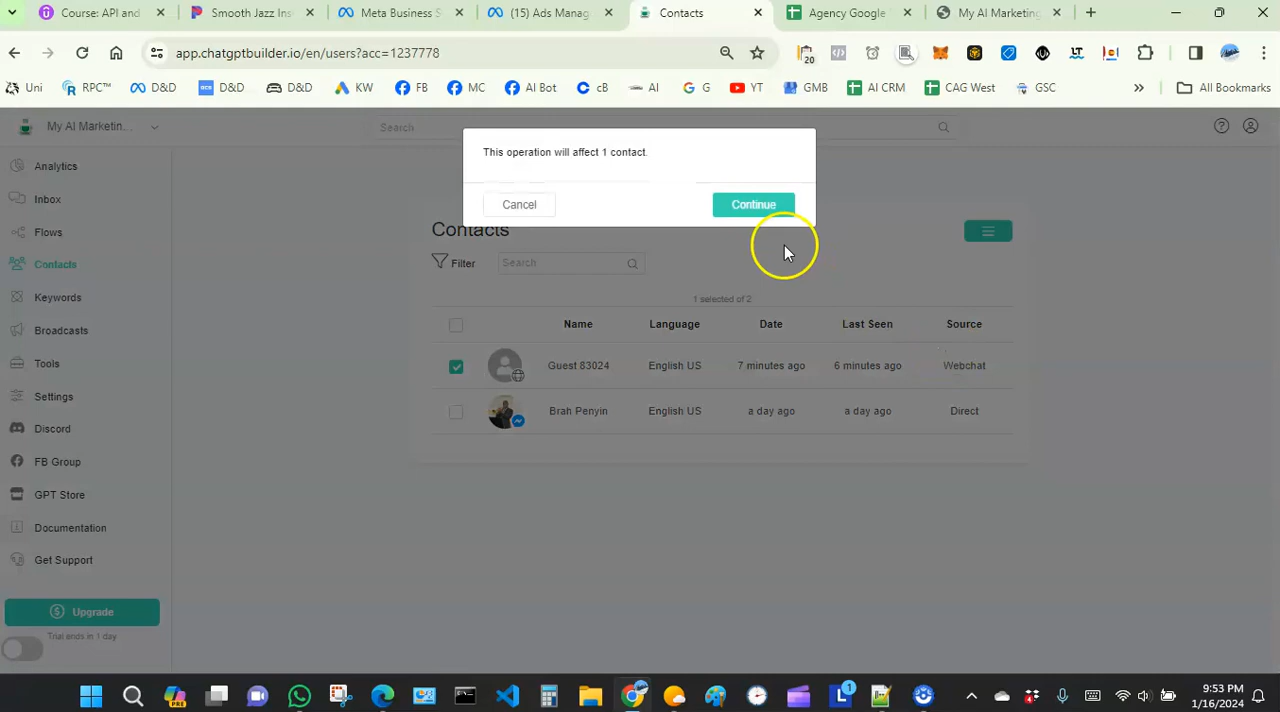 Course: API and
Smooth Jazz Ins
Meta Business S
(15) Ads Manag
Contacts
Agency Google
My AI Marketing
app.chatgptbuilder.io/en/users?acc=1237778
20
Uni
RPC™
D&D
D&D
D&D
KW
FB
MC
AI Bot
cB
AI
G
YT
GMB
AI CRM
CAG West
GSC
All Bookmarks
My AI Marketin...
Search
This operation will affect 1 contact.
Cancel
Continue
Analytics
Inbox
Flows
Contacts
Keywords
Broadcasts
Tools
Settings
Discord
FB Group
GPT Store
Documentation
Get Support
Upgrade
Trial ends in 1 day
Contacts
Filter
Search
1 selected of 2
Name Language Date Last Seen Source
Guest 83024 English US 7 minutes ago 6 minutes ago Webchat
Brah Penyin English US a day ago a day ago Direct
9:53 PM
1/16/2024